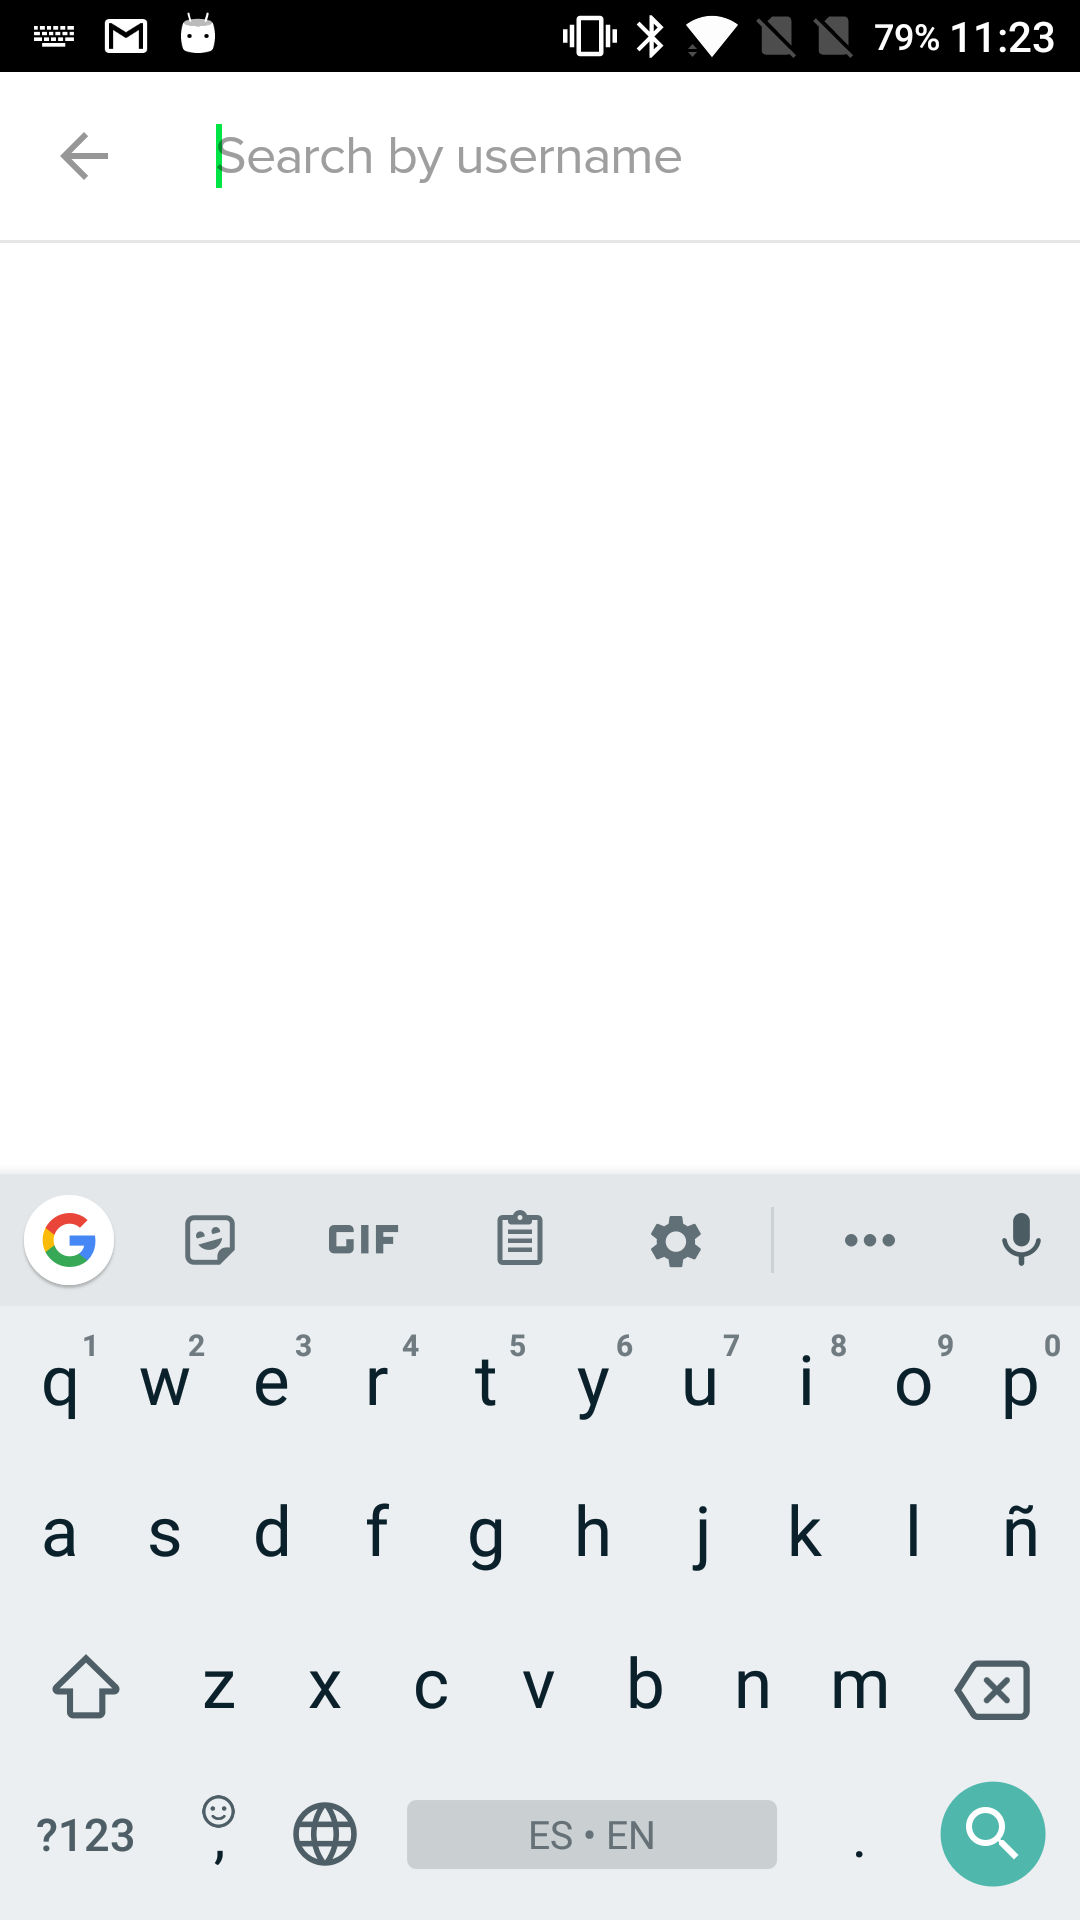 79% 11:23
Search by username
GIF
1 2 3 4 5 6 7 8 9 0
q w e r t y u i o p
a s d f g h j k l ñ
z x c v b n m
?123 , ES • EN .